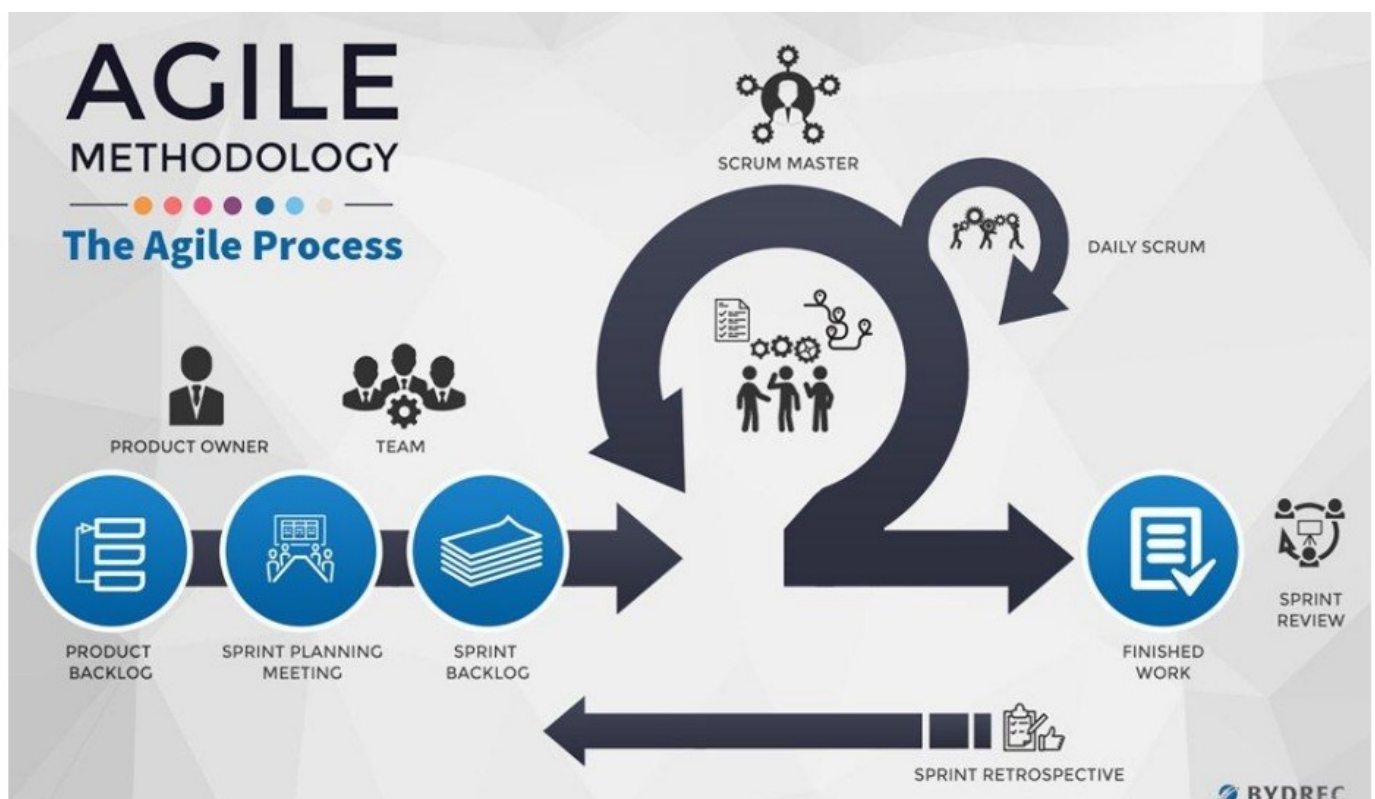 AGILE
METHODOLOGY
The Agile Process
SCRUM MASTER
DAILY SCRUM
PRODUCT OWNER
TEAM
PRODUCT
BACKLOG
SPRINT PLANNING
MEETING
SPRINT
BACKLOG
FINISHED
WORK
SPRINT
REVIEW
SPRINT RETROSPECTIVE
BYDREC